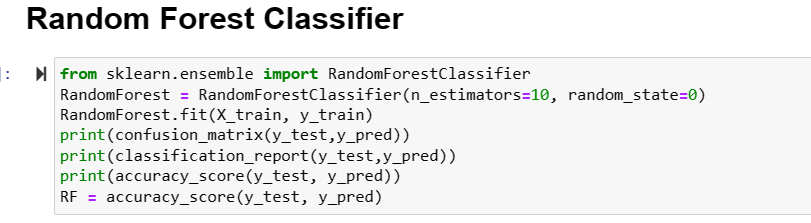 Random Forest Classifier
]:
from sklearn.ensemble import RandomForestClassifier
RandomForest = RandomForestClassifier(n_estimators=10, random_state=0)
RandomForest.fit(X_train, y_train)
print(confusion_matrix(y_test,y_pred))
print(classification_report(y_test,y_pred))
print(accuracy_score(y_test, y_pred))
RF = accuracy_score(y_test, y_pred)